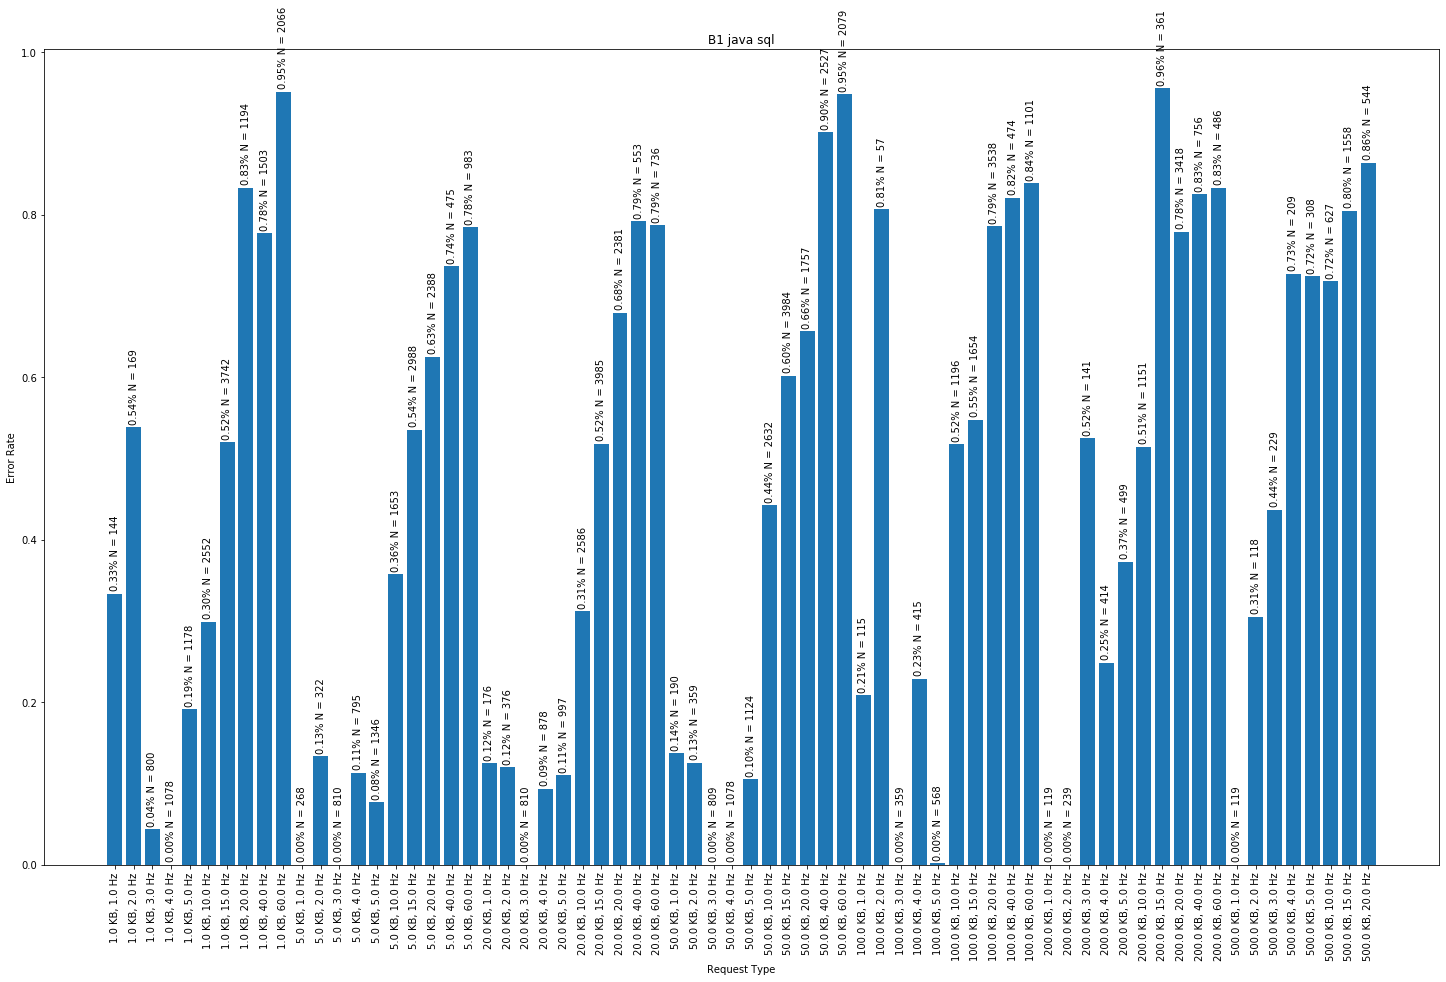 B1 java sql
Error Rate
1.0
0.8
0.6
0.4
0.2
0.0
0.33% N = 144
0.54% N = 169
0.04% N = 800
0.00% N = 1078
0.19% N = 1178
0.30% N = 2552
0.52% N = 3742
0.83% N = 1194
0.78% N = 1503
0.95% N = 2066
0.00% N = 268
0.13% N = 322
0.00% N = 810
0.11% N = 795
0.08% N = 1346
0.36% N = 1653
0.54% N = 2988
0.63% N = 2388
0.74% N = 475
0.78% N = 983
0.12% N = 176
0.12% N = 376
0.00% N = 810
0.09% N = 878
0.11% N = 997
0.31% N = 2586
0.52% N = 3985
0.68% N = 2381
0.79% N = 553
0.79% N = 736
0.14% N = 190
0.13% N = 359
0.00% N = 809
0.00% N = 1078
0.10% N = 1124
0.44% N = 2632
0.60% N = 3984
0.66% N = 1757
0.90% N = 2527
0.95% N = 2079
0.21% N = 115
0.81% N = 57
0.00% N = 359
0.23% N = 415
0.00% N = 568
0.52% N = 1196
0.55% N = 1654
0.79% N = 3538
0.82% N = 474
0.84% N = 1101
0.00% N = 119
0.00% N = 239
0.52% N = 141
0.25% N = 414
0.37% N = 499
0.51% N = 1151
0.96% N = 361
0.78% N = 3418
0.83% N = 756
0.83% N = 486
0.00% N = 119
0.31% N = 118
0.44% N = 229
0.73% N = 209
0.72% N = 308
0.72% N = 627
0.80% N = 1558
0.86% N = 544
1.0 KB, 1.0 Hz
1.0 KB, 2.0 Hz
1.0 KB, 3.0 Hz
1.0 KB, 4.0 Hz
1.0 KB, 5.0 Hz
1.0 KB, 10.0 Hz
1.0 KB, 15.0 Hz
1.0 KB, 20.0 Hz
1.0 KB, 40.0 Hz
1.0 KB, 60.0 Hz
5.0 KB, 1.0 Hz
5.0 KB, 2.0 Hz
5.0 KB, 3.0 Hz
5.0 KB, 4.0 Hz
5.0 KB, 5.0 Hz
5.0 KB, 10.0 Hz
5.0 KB, 15.0 Hz
5.0 KB, 20.0 Hz
5.0 KB, 40.0 Hz
5.0 KB, 60.0 Hz
20.0 KB, 1.0 Hz
20.0 KB, 2.0 Hz
20.0 KB, 3.0 Hz
20.0 KB, 4.0 Hz
20.0 KB, 5.0 Hz
20.0 KB, 10.0 Hz
20.0 KB, 15.0 Hz
20.0 KB, 20.0 Hz
20.0 KB, 40.0 Hz
20.0 KB, 60.0 Hz
50.0 KB, 1.0 Hz
50.0 KB, 2.0 Hz
50.0 KB, 3.0 Hz
50.0 KB, 4.0 Hz
50.0 KB, 5.0 Hz
50.0 KB, 10.0 Hz
50.0 KB, 15.0 Hz
50.0 KB, 20.0 Hz
50.0 KB, 40.0 Hz
50.0 KB, 60.0 Hz
100.0 KB, 1.0 Hz
100.0 KB, 2.0 Hz
100.0 KB, 3.0 Hz
100.0 KB, 4.0 Hz
100.0 KB, 5.0 Hz
100.0 KB, 10.0 Hz
100.0 KB, 15.0 Hz
100.0 KB, 20.0 Hz
100.0 KB, 40.0 Hz
100.0 KB, 60.0 Hz
200.0 KB, 1.0 Hz
200.0 KB, 2.0 Hz
200.0 KB, 3.0 Hz
200.0 KB, 4.0 Hz
200.0 KB, 5.0 Hz
200.0 KB, 10.0 Hz
200.0 KB, 15.0 Hz
200.0 KB, 20.0 Hz
200.0 KB, 40.0 Hz
200.0 KB, 60.0 Hz
500.0 KB, 1.0 Hz
500.0 KB, 2.0 Hz
500.0 KB, 3.0 Hz
500.0 KB, 4.0 Hz
500.0 KB, 5.0 Hz
500.0 KB, 10.0 Hz
500.0 KB, 15.0 Hz
500.0 KB, 20.0 Hz
Request Type